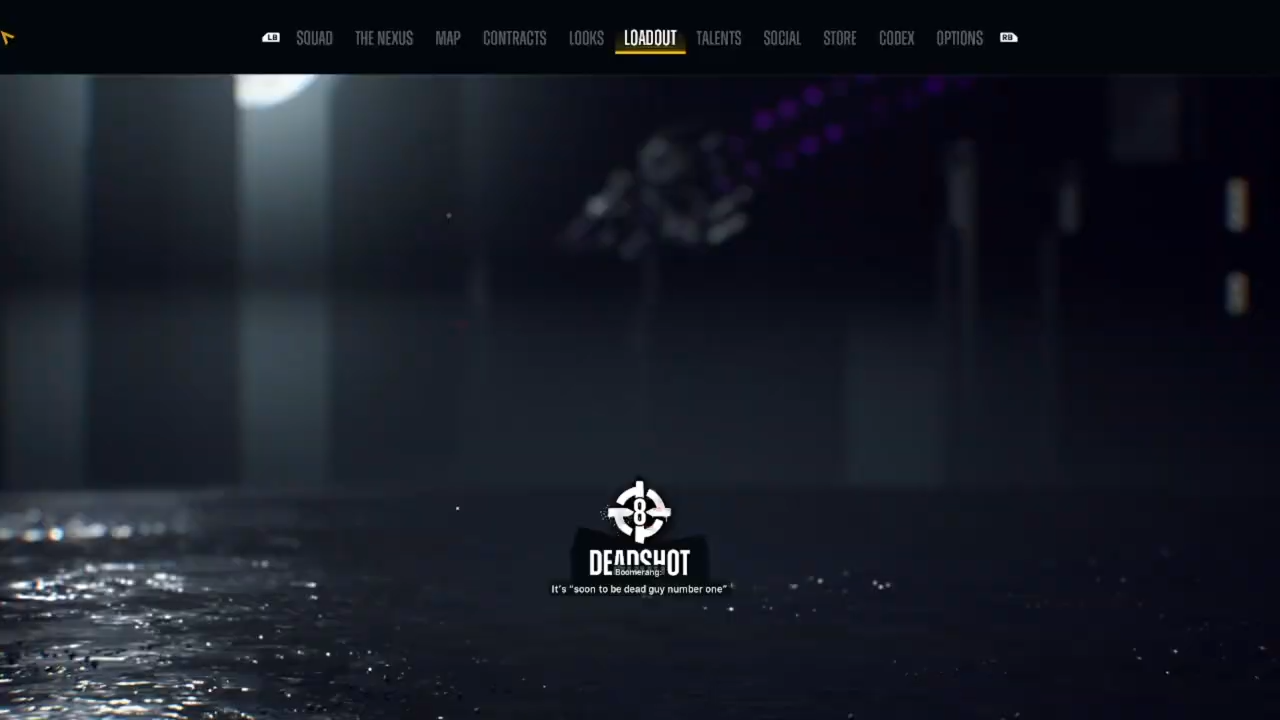 LB SQUAD THE NEXUS MAP CONTRACTS LOOKS LOADOUT TALENTS SOCIAL STORE CODEX OPTIONS RB
8
DEADSHOT
Boomerang:
It's "soon to be dead guy number one"